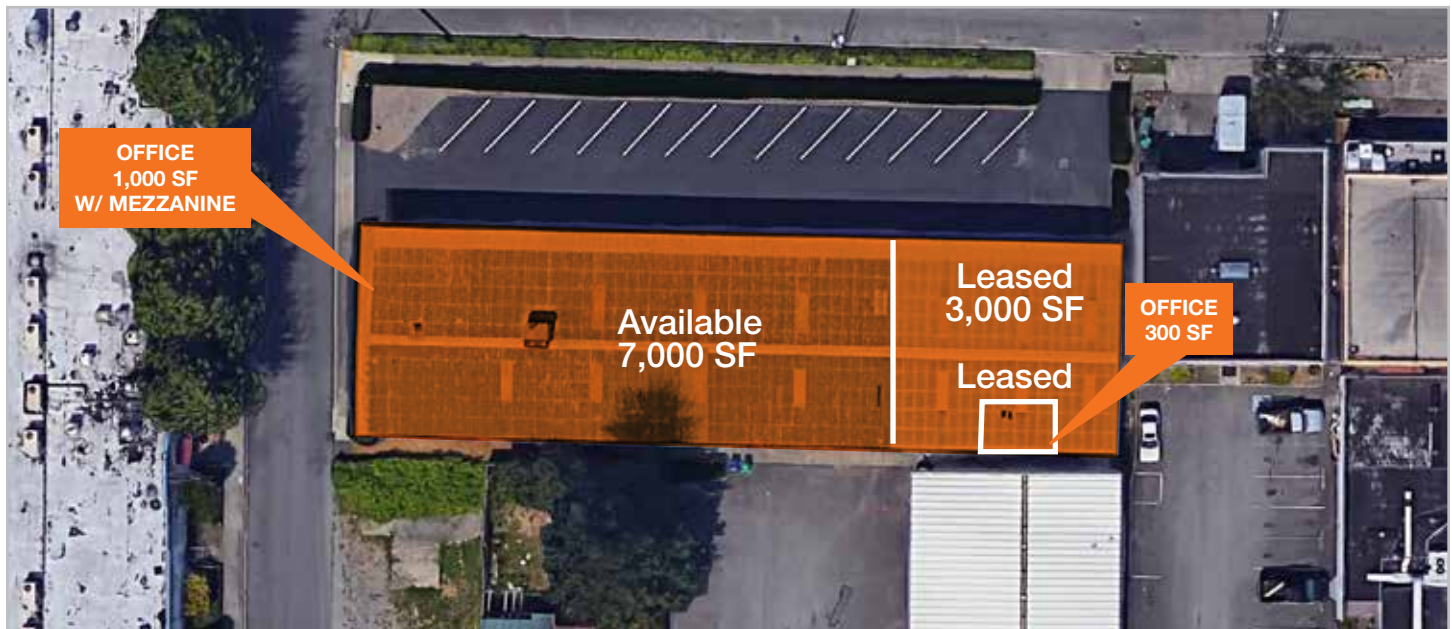 OFFICE
1,000 SF
W/ MEZZANINE
Available
7,000 SF
Leased
3,000 SF
OFFICE
300 SF
Leased